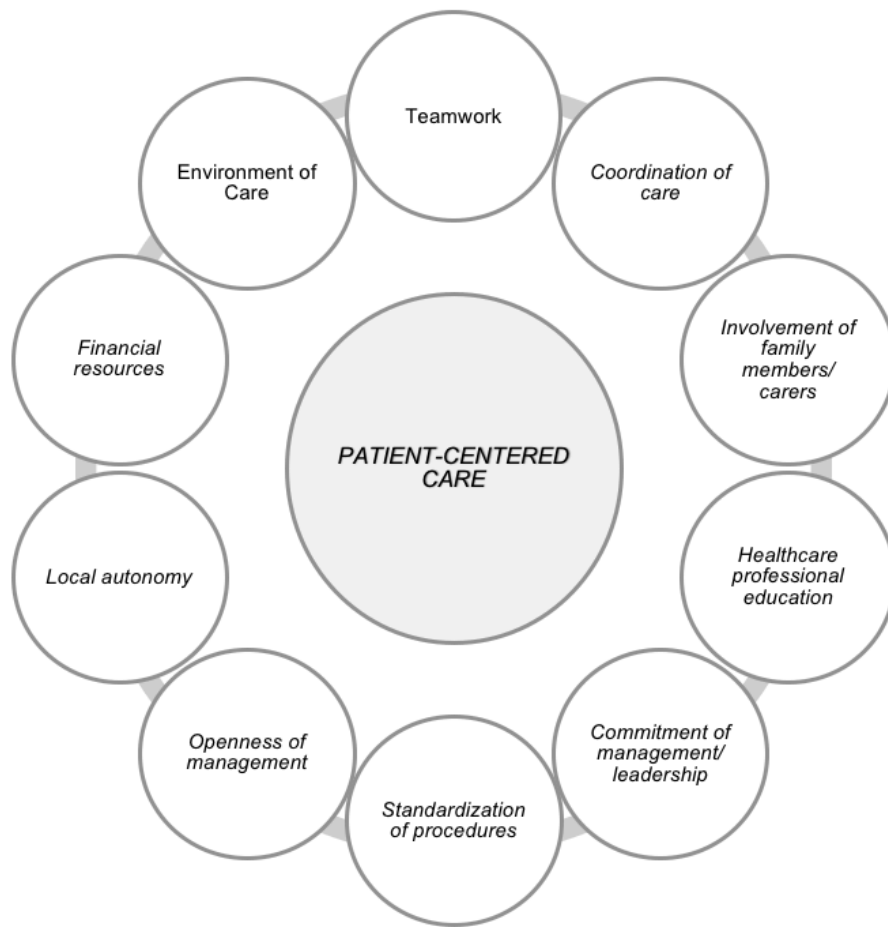 Teamwork
Coordination of
care
Involvement of
family
members/
carers
Healthcare
professional
education
Commitment of
management/
leadership
Standardization
of procedures
Openness of
management
Local autonomy
Financial
resources
Environment of
Care
PATIENT-CENTERED
CARE